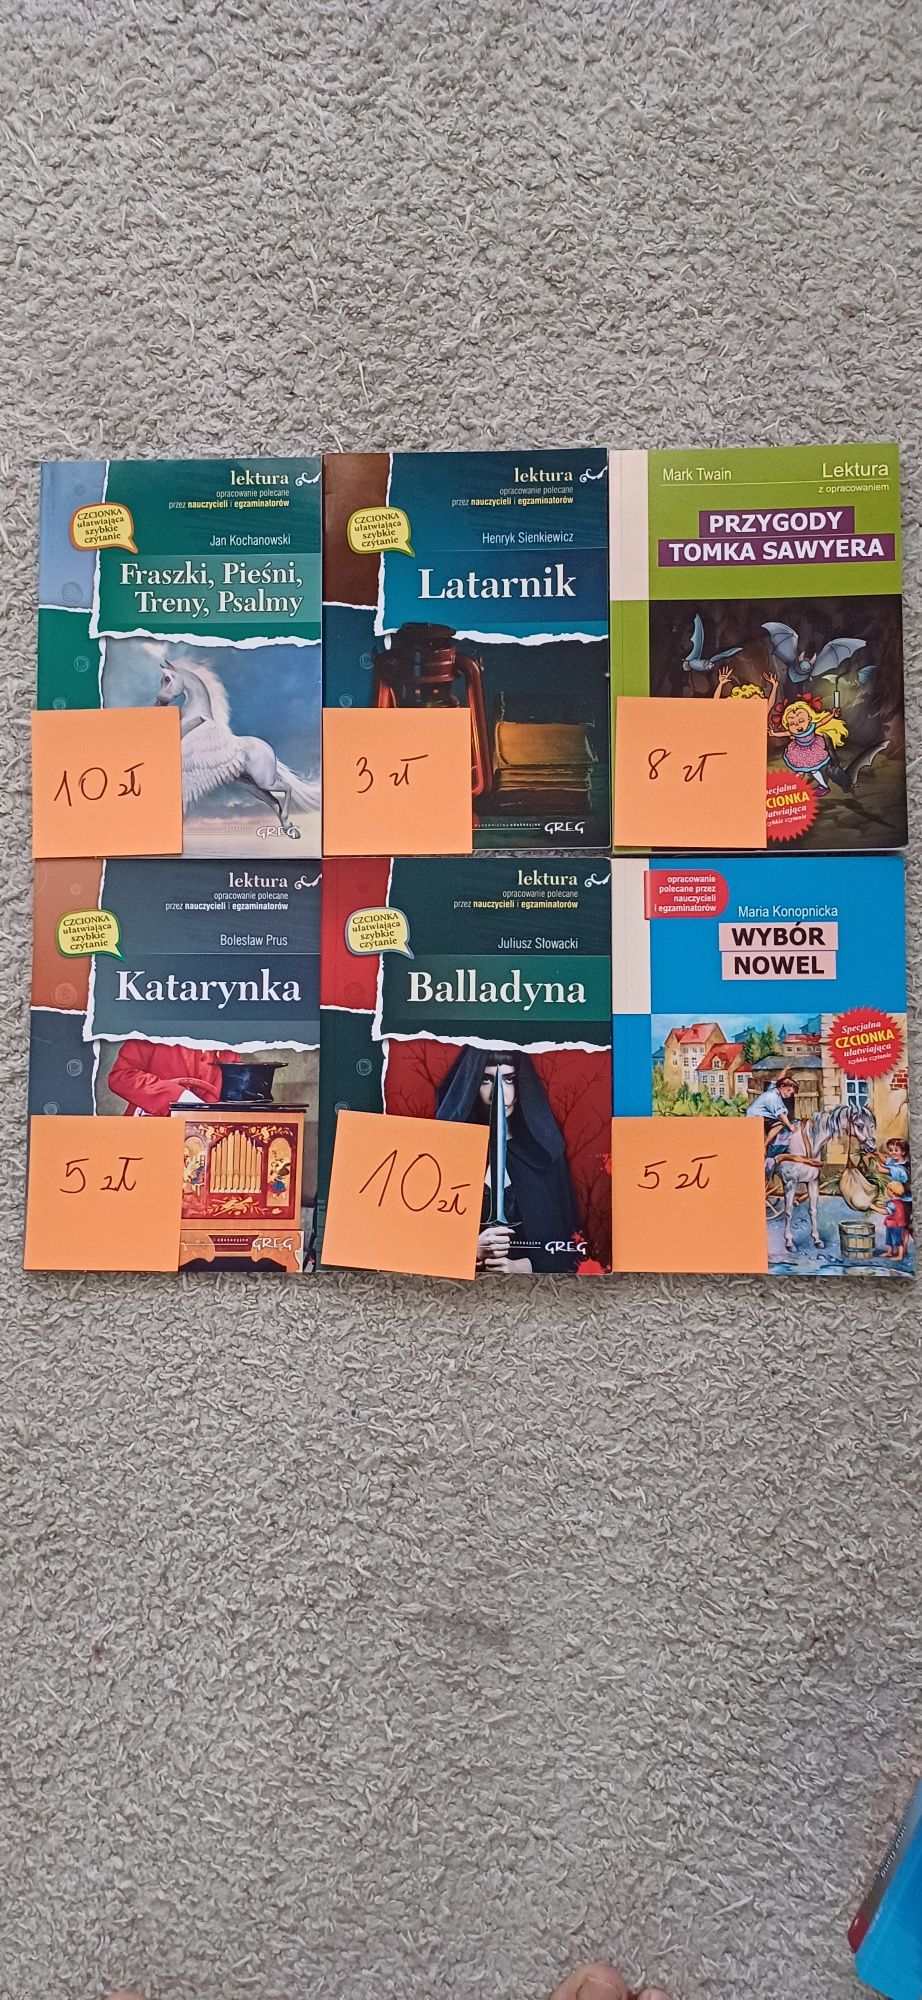 lektura
opracowanie polecane
przez nauczycieli i egzaminatorów
CZCIONKA
ułatwiająca
szybkie
czytanie
Jan Kochanowski
Fraszki, Pieśni,
Treny, Psalmy
10 zł
GREG
lektura
opracowanie polecane
przez nauczycieli i egzaminatorów
CZCIONKA
ułatwiająca
szybkie
czytanie
Henryk Sienkiewicz
Latarnik
3 zł
wydawnictwo edukacyjne
GREG
Mark Twain
Lektura
z opracowaniem
PRZYGODY
TOMKA SAWYERA
8 zł
szybkie czytanie
lektura
opracowanie polecane
przez nauczycieli i egzaminatorów
CZCIONKA
ułatwiająca
szybkie
czytanie
Bolesław Prus
Katarynka
5 zł
GREG
lektura
opracowanie polecane
przez nauczycieli i egzaminatorów
CZCIONKA
ułatwiająca
szybkie
czytanie
Juliusz Słowacki
Balladyna
10 zł
GREG
opracowanie
polecane przez
nauczycieli
i egzaminatorów
Maria Konopnicka
WYBÓR
NOWEL
Specjalna
CZCIONKA
ułatwiająca
szybkie czytanie
5 zł